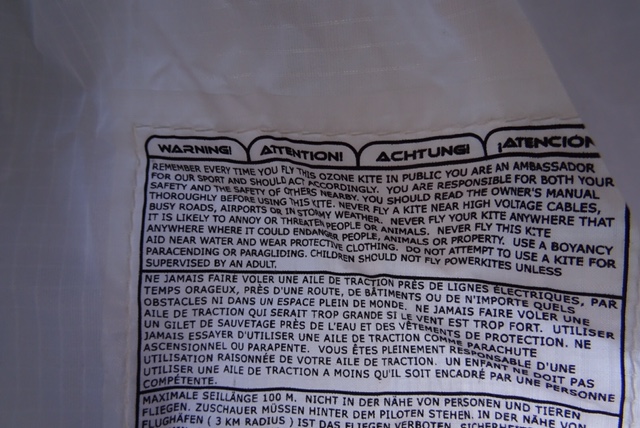 WARNING! ATTENTION! ACHTUNG! ¡ATENCIÓN
REMEMBER EVERY TIME YOU FLY THIS OZONE KITE IN PUBLIC YOU ARE AN AMBASSADOR
FOR OUR SPORT AND SHOULD ACT ACCORDINGLY. YOU ARE RESPONSIBLE FOR BOTH YOUR
SAFETY AND THE SAFETY OF OTHERS NEARBY. YOU SHOULD READ THE OWNER'S MANUAL
THOROUGHLY BEFORE USING THIS KITE. NEVER FLY A KITE NEAR HIGH VOLTAGE CABLES,
BUSY ROADS, AIRPORTS OR IN STORMY WEATHER. NEVER FLY YOUR KITE ANYWHERE THAT
IT IS LIKELY TO ANNOY OR THREATEN PEOPLE OR ANIMALS. NEVER FLY THIS KITE
ANYWHERE WHERE IT COULD ENDANGER PEOPLE, ANIMALS OR PROPERTY. USE A BOYANCY
AID NEAR WATER AND WEAR PROTECTIVE CLOTHING. DO NOT ATTEMPT TO USE A KITE FOR
PARACENDING OR PARAGLIDING. CHILDREN SHOULD NOT FLY POWERKITES UNLESS
SUPERVISED BY AN ADULT.
NE JAMAIS FAIRE VOLER UNE AILE DE TRACTION PRÈS DE LIGNES ÉLECTRIQUES, PAR
TEMPS ORAGEUX, PRÈS D'UNE ROUTE, DE BÂTIMENTS OU DE N'IMPORTE QUELS
OBSTACLES NI DANS UN ESPACE PLEIN DE MONDE. NE JAMAIS FAIRE VOLER UNE
AILE DE TRACTION QUI SERAIT TROP GRANDE SI LE VENT EST TROP FORT. UTILISER
UN GILET DE SAUVETAGE PRÈS DE L'EAU ET DES VÊTEMENTS DE PROTECTION. NE
JAMAIS ESSAYER D'UTILISER UNE AILE DE TRACTION COMME PARACHUTE
ASCENSIONNEL OU PARAPENTE. VOUS ÊTES PLEINEMENT RESPONSABLE D'UNE
UTILISATION RAISONNÉE DE VOTRE AILE DE TRACTION. UN ENFANT NE DOIT PAS
UTILISER UNE AILE DE TRACTION A MOINS QU'IL SOIT ENCADRÉ PAR UNE PERSONNE
COMPÉTENTE.
MAXIMALE SEILLÄNGE 100 M. NICHT IN DER NÄHE VON PERSONEN UND TIEREN
FLIEGEN. ZUSCHAUER MÜSSEN HINTER DEM PILOTEN STEHEN. IN DER NÄHE VON
FLUGHÄFEN ( 3 KM RADIUS ) IST DAS FLIEGEN VERBOTEN.